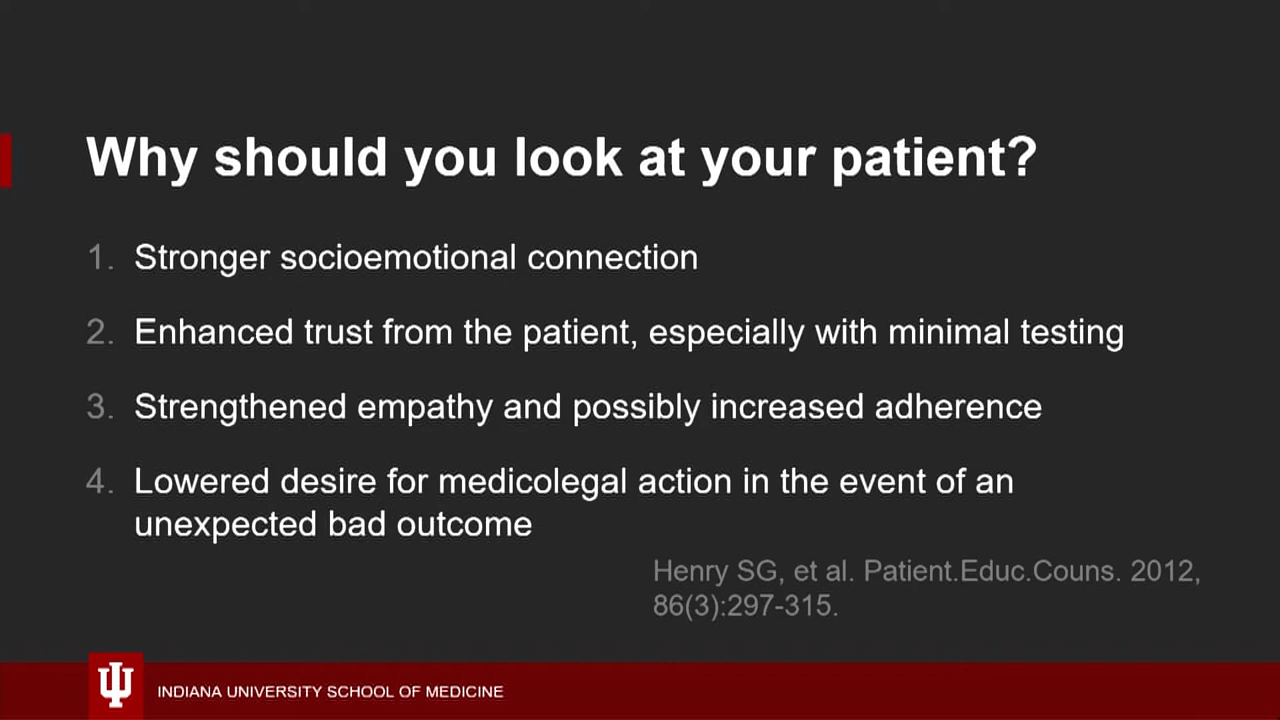 Why should you look at your patient?
1. Stronger socioemotional connection
2. Enhanced trust from the patient, especially with minimal testing
3. Strengthened empathy and possibly increased adherence
4. Lowered desire for medicolegal action in the event of an
unexpected bad outcome
Henry SG, et al. Patient.Educ.Couns. 2012,
86(3):297-315.
INDIANA UNIVERSITY SCHOOL OF MEDICINE